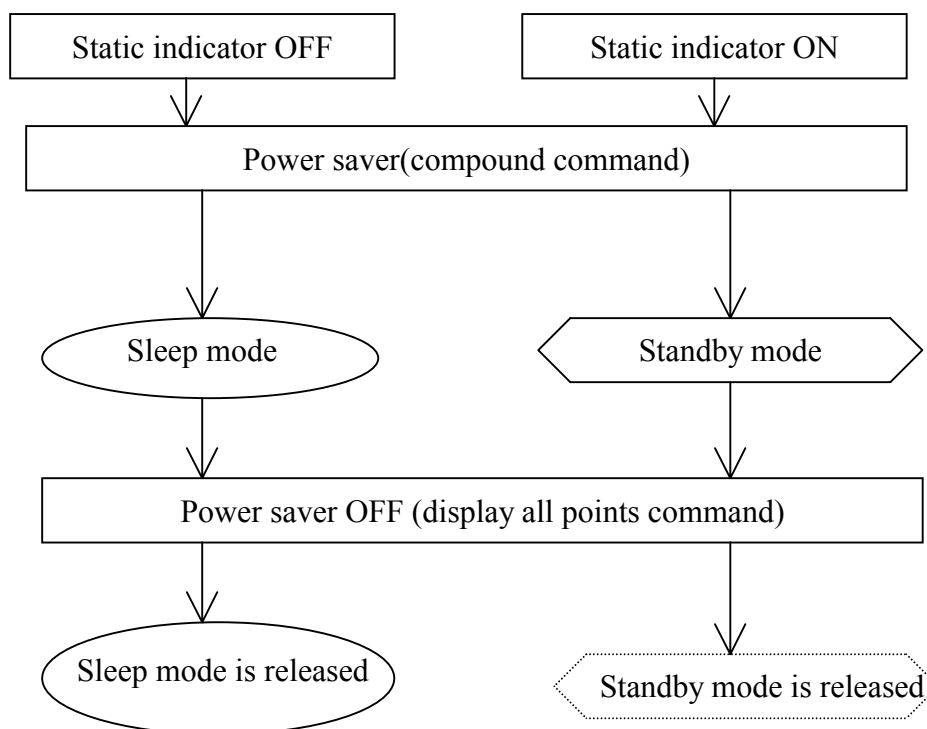 Static indicator OFF
Static indicator ON
Power saver(compound command)
Sleep mode
Standby mode
Power saver OFF (display all points command)
Sleep mode is released
Standby mode is released